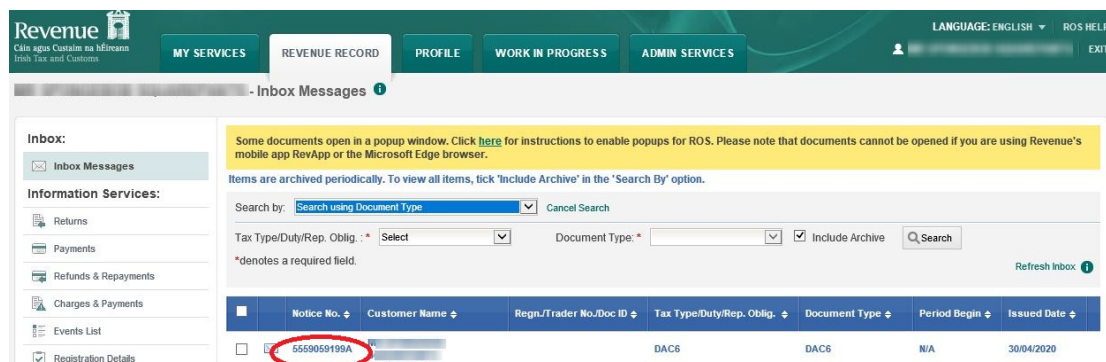 Revenue
Cáin agus Custaim na hÉireann
Irish Tax and Customs
LANGUAGE: ENGLISH
ROS HELP
MY SERVICES
REVENUE RECORD
PROFILE
WORK IN PROGRESS
ADMIN SERVICES
EXIT
- Inbox Messages
Inbox:
Inbox Messages
Information Services:
Returns
Payments
Refunds & Repayments
Charges & Payments
Events List
Registration Details
Some documents open in a popup window. Click here for instructions to enable popups for ROS. Please note that documents cannot be opened if you are using Revenue's
mobile app RevApp or the Microsoft Edge browser.
Items are archived periodically. To view all items, tick 'Include Archive' in the 'Search By' option.
Search by: Search using Document Type Cancel Search
Tax Type/Duty/Rep. Oblig. : * Select Document Type: * Include Archive Search
*denotes a required field.
Refresh Inbox
Notice No. Customer Name Regn./Trader No./Doc ID Tax Type/Duty/Rep. Oblig. Document Type Period Begin Issued Date
5559059199A DAC6 DAC6 N/A 30/04/2020